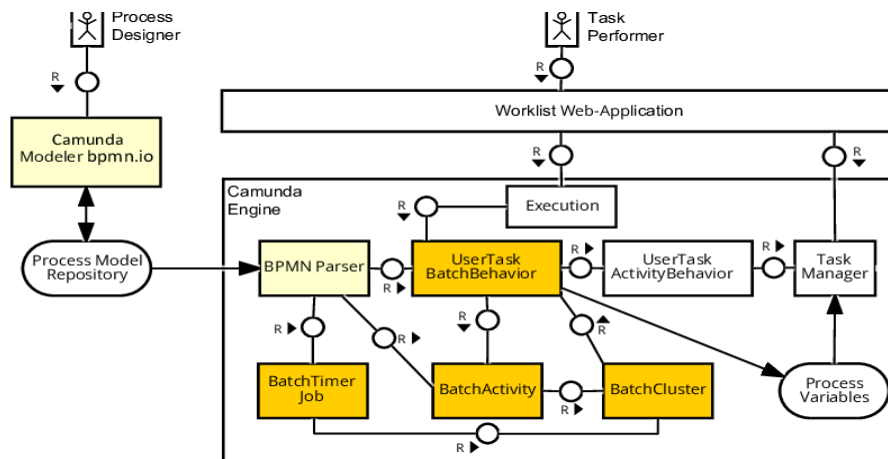 Process
Designer
Task
Performer
R
R
Worklist Web-Application
Camunda
Modeler bpmn.io
R
R
Camunda
Engine
Execution
R
Process Model
Repository
BPMN Parser
R
UserTask
BatchBehavior
R
UserTask
ActivityBehavior
R
Task
Manager
R
R
R
R
BatchTimer
Job
BatchActivity
R
BatchCluster
Process
Variables
R